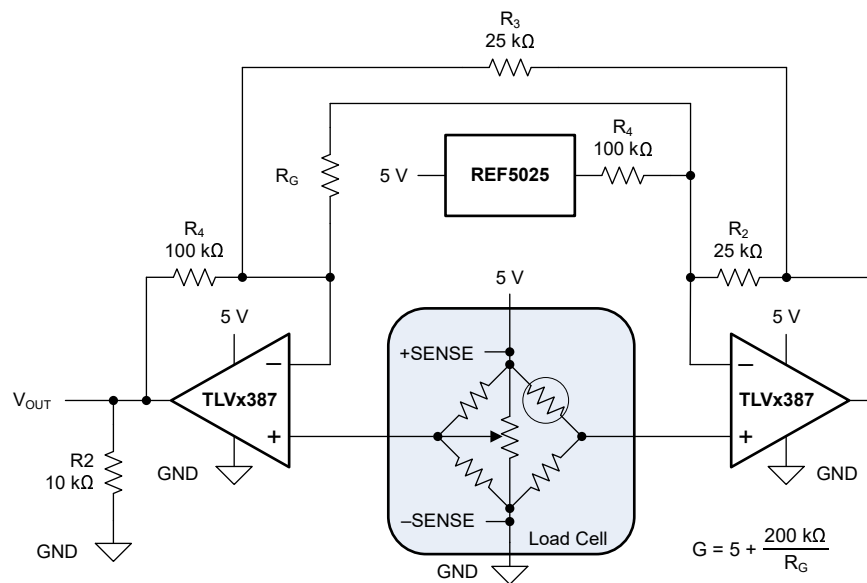 R3
25 kΩ
RG
5 V
REF5025
R4
100 kΩ
R4
100 kΩ
R2
25 kΩ
5 V
5 V
5 V
+SENSE
VOUT
TLVx387
TLVx387
R2
10 kΩ
GND
GND
–SENSE
Load Cell
GND
GND
G = 5 + 200 kΩ / RG